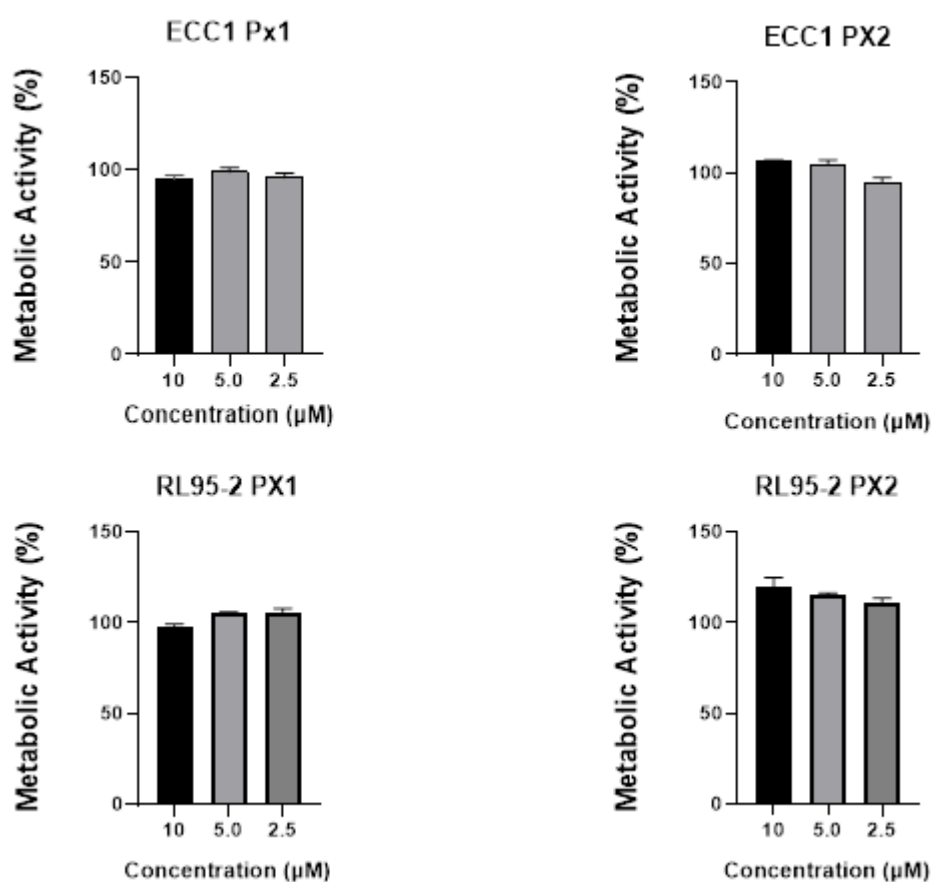 ECC1 Px1
Metabolic Activity (%)
150
100
50
0
10 5.0 2.5
Concentration (µM)
ECC1 PX2
Metabolic Activity (%)
150
100
50
0
10 5.0 2.5
Concentration (µM)
RL95-2 PX1
Metabolic Activity (%)
150
100
50
0
10 5.0 2.5
Concentration (µM)
RL95-2 PX2
Metabolic Activity (%)
150
100
50
0
10 5.0 2.5
Concentration (µM)